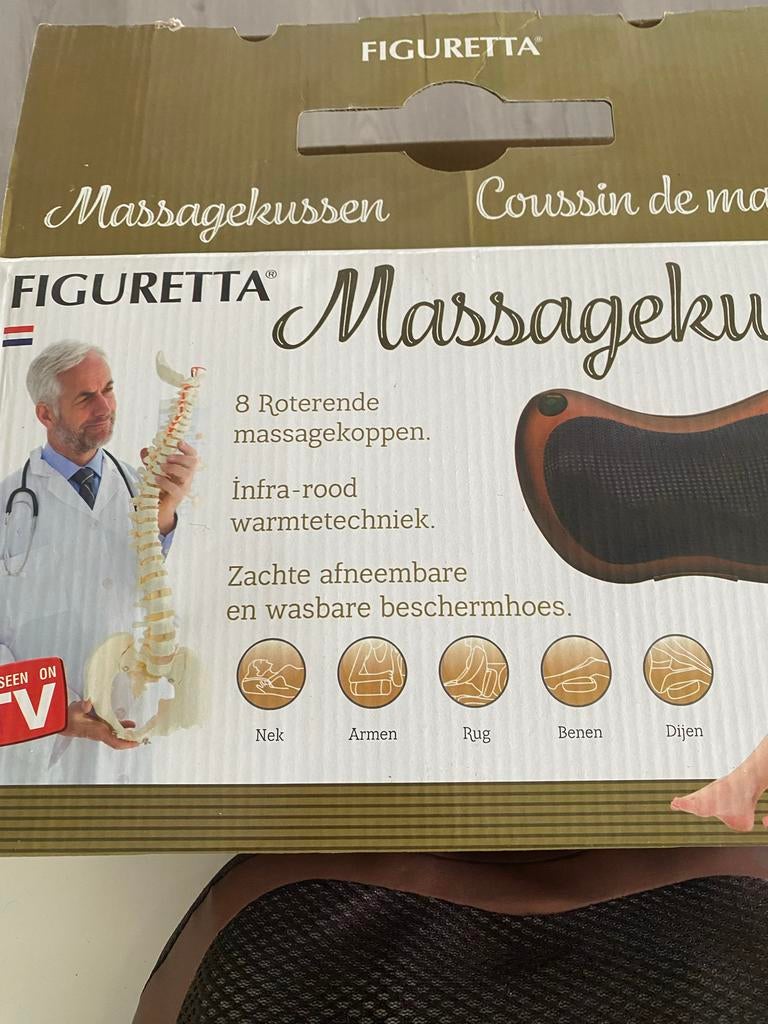 FIGURETTA®
Massagekussen Coussin de ma
FIGURETTA® Massageku
8 Roterende
massagekoppen.
Infra-rood
warmtetechniek.
Zachte afneembare
en wasbare beschermhoes.
SEEN ON
TV
Nek Armen Rug Benen Dijen